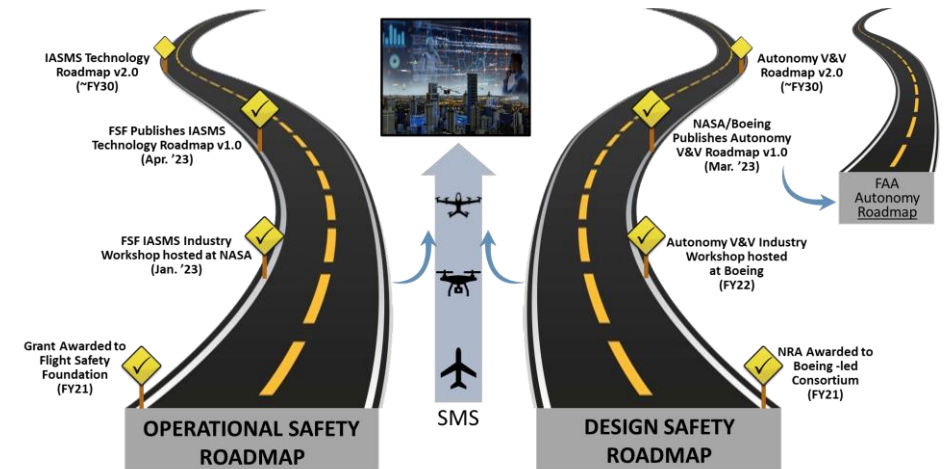 IASMS Technology
Roadmap v2.0
(~FY30)
FSF Publishes IASMS
Technology Roadmap v1.0
(Apr. ’23)
FSF IASMS Industry
Workshop hosted at NASA
(Jan. ’23)
Grant Awarded to
Flight Safety
Foundation
(FY21)
OPERATIONAL SAFETY
ROADMAP
SMS
Autonomy V&V
Roadmap v2.0
(~FY30)
NASA/Boeing
Publishes Autonomy
V&V Roadmap v1.0
(Mar. ’23)
Autonomy V&V Industry
Workshop hosted
at Boeing
(FY22)
NRA Awarded to
Boeing -led
Consortium
(FY21)
DESIGN SAFETY
ROADMAP
FAA
Autonomy
Roadmap